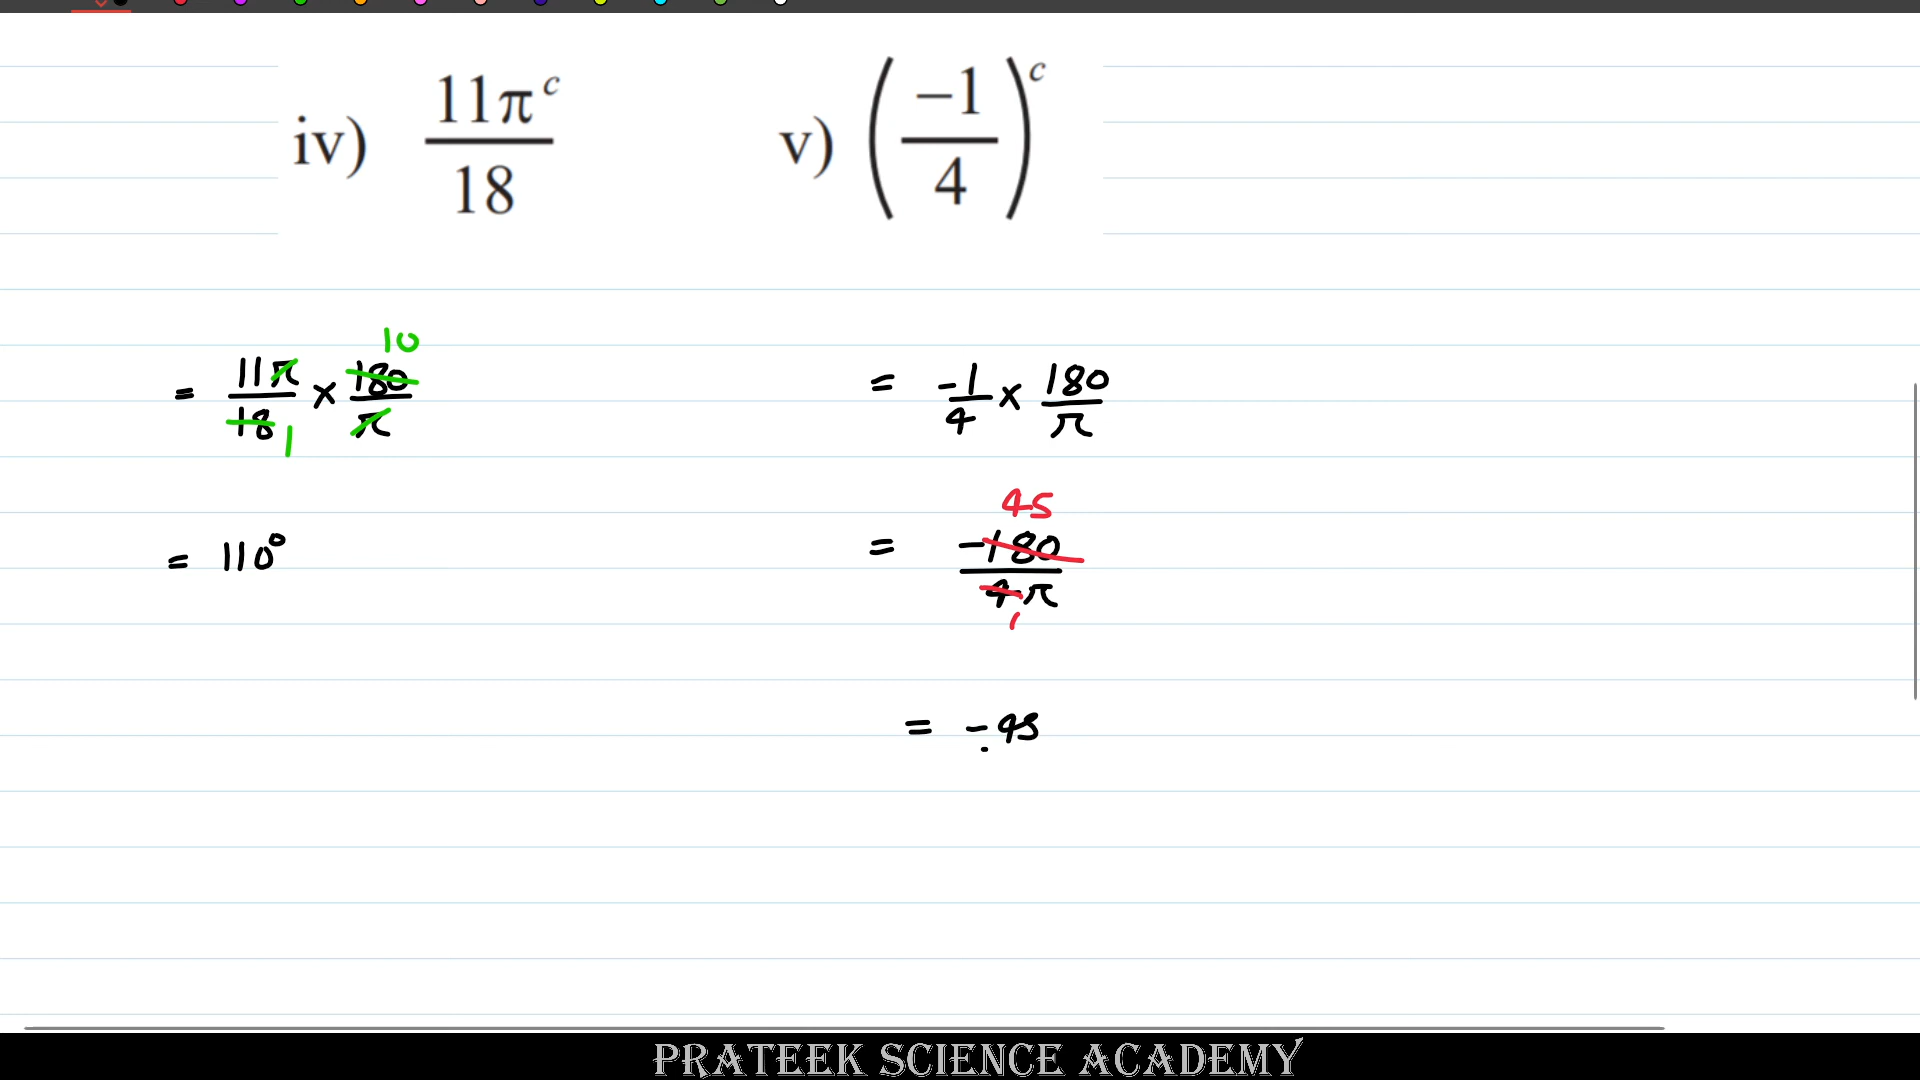 iv) 11π^c / 18    v) (-1 / 4)^c
= 11π / 18 × 180 / π    10    1
= 110°
= -1 / 4 × 180 / π
45
= -180 / 4π
1
= -45
PRATEEK SCIENCE ACADEMY